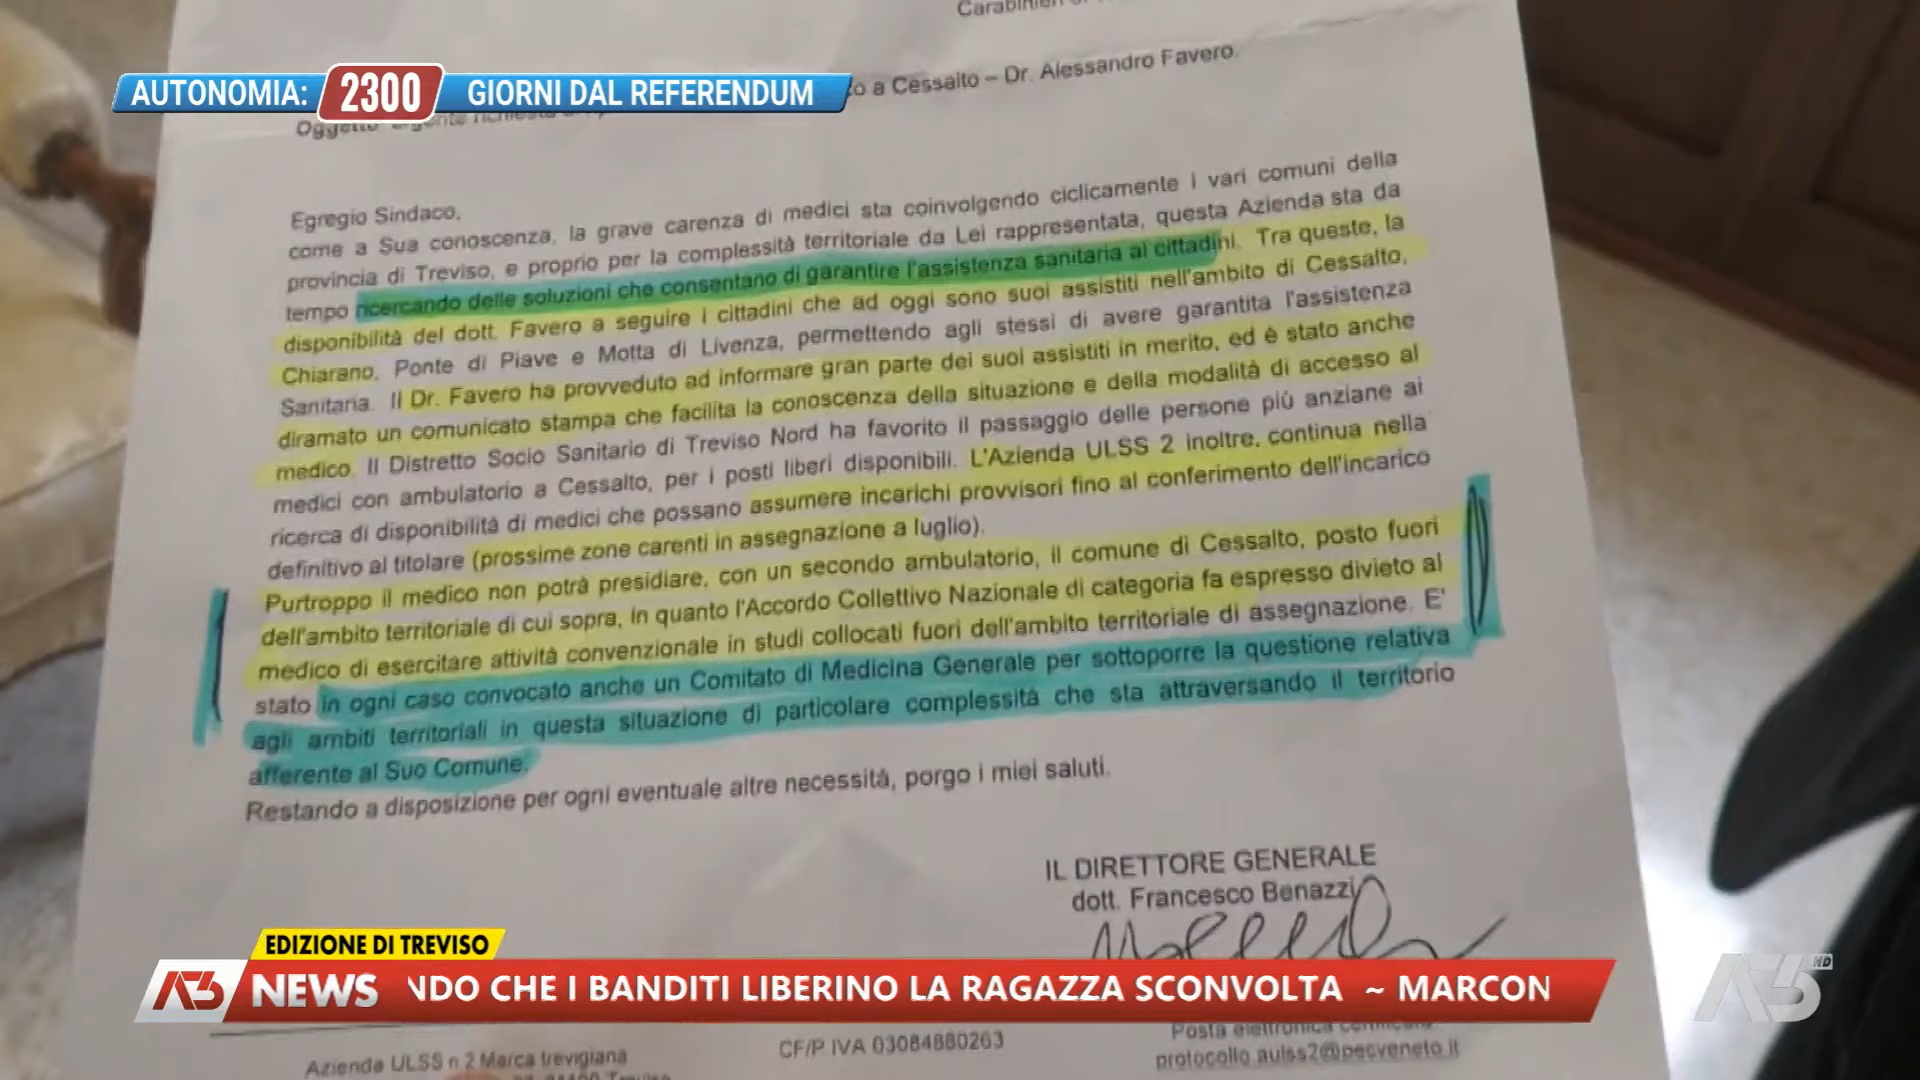 Carabinieri
AUTONOMIA: 2300 GIORNI DAL REFERENDUM
a Cessalto – Dr. Alessandro Favero.
Oggetto
Egregio Sindaco,
come a Sua conoscenza, la grave carenza di medici sta coinvolgendo ciclicamente i vari comuni della
provincia di Treviso, e proprio per la complessità territoriale da Lei rappresentata, questa Azienda sta da
tempo ricercando delle soluzioni che consentano di garantire l'assistenza sanitaria ai cittadini. Tra queste, la
disponibilità del dott. Favero a seguire i cittadini che ad oggi sono suoi assistiti nell'ambito di Cessalto,
Chiarano, Ponte di Piave e Motta di Livenza, permettendo agli stessi di avere garantita l'assistenza
Sanitaria. Il Dr. Favero ha provveduto ad informare gran parte dei suoi assistiti in merito, ed è stato anche
diramato un comunicato stampa che facilita la conoscenza della situazione e della modalità di accesso al
medico. Il Distretto Socio Sanitario di Treviso Nord ha favorito il passaggio delle persone più anziane ai
medici con ambulatorio a Cessalto, per i posti liberi disponibili. L'Azienda ULSS 2 inoltre, continua nella
ricerca di disponibilità di medici che possano assumere incarichi provvisori fino al conferimento dell'incarico
definitivo al titolare (prossime zone carenti in assegnazione a luglio).
Purtroppo il medico non potrà presidiare, con un secondo ambulatorio, il comune di Cessalto, posto fuori
dell'ambito territoriale di cui sopra, in quanto l'Accordo Collettivo Nazionale di categoria fa espresso divieto al
medico di esercitare attività convenzionale in studi collocati fuori dell'ambito territoriale di assegnazione. E'
stato in ogni caso convocato anche un Comitato di Medicina Generale per sottoporre la questione relativa
agli ambiti territoriali in questa situazione di particolare complessità che sta attraversando il territorio
afferente al Suo Comune.
Restando a disposizione per ogni eventuale altre necessità, porgo i miei saluti.
IL DIRETTORE GENERALE
dott. Francesco Benazzi
EDIZIONE DI TREVISO
A3 NEWS NDO CHE I BANDITI LIBERINO LA RAGAZZA SCONVOLTA ~ MARCON
A3 HD
Azienda ULSS n.2 Marca trevigiana
CF/P IVA 03084880263
Posta elettronica
protocollo.aulss2@pecveneto.it